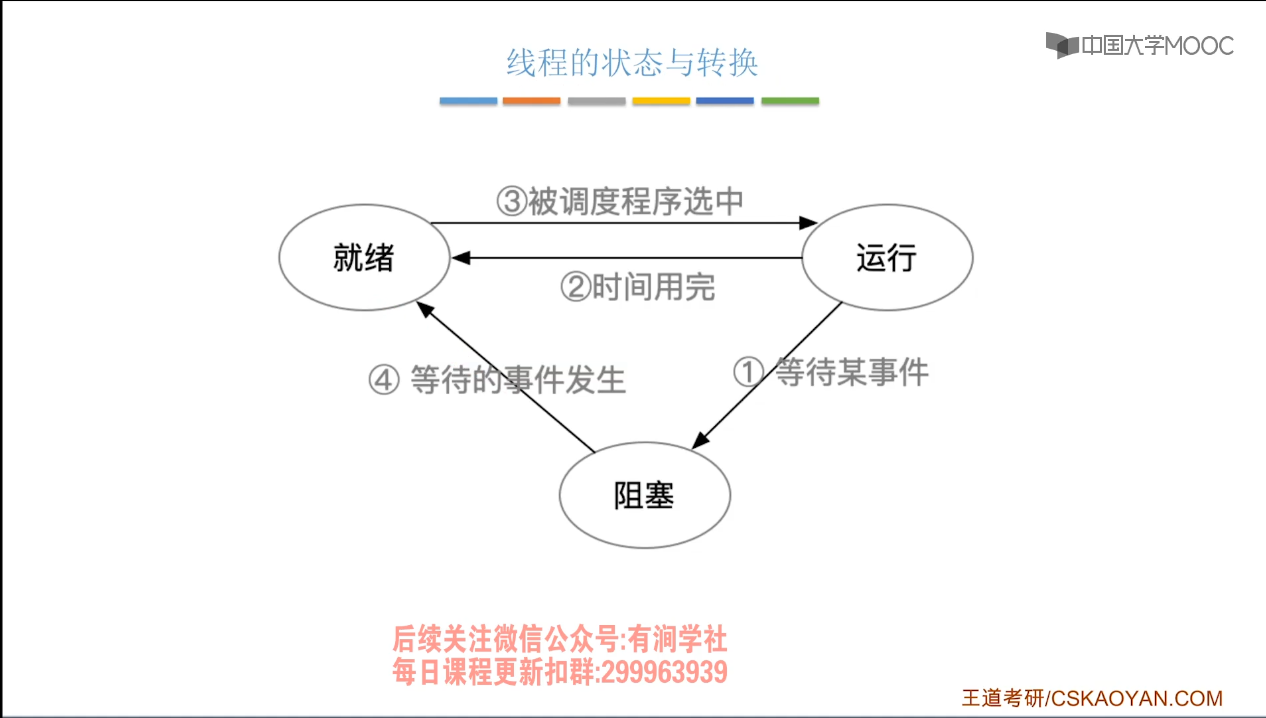 线程的状态与转换
中国大学MOOC
③被调度程序选中
就绪
运行
②时间用完
④ 等待的事件发生
① 等待某事件
阻塞
后续关注微信公众号:有涧学社
每日课程更新扣群:299963939
王道考研/CSKAOYAN.COM